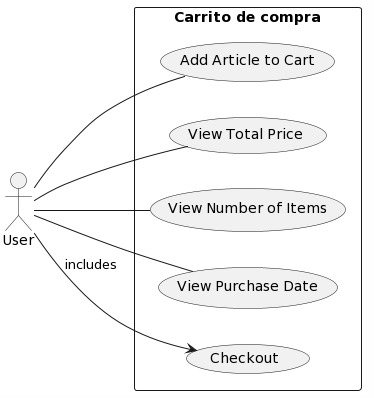 Carrito de compra
Add Article to Cart
View Total Price
View Number of Items
User
View Purchase Date
includes
Checkout